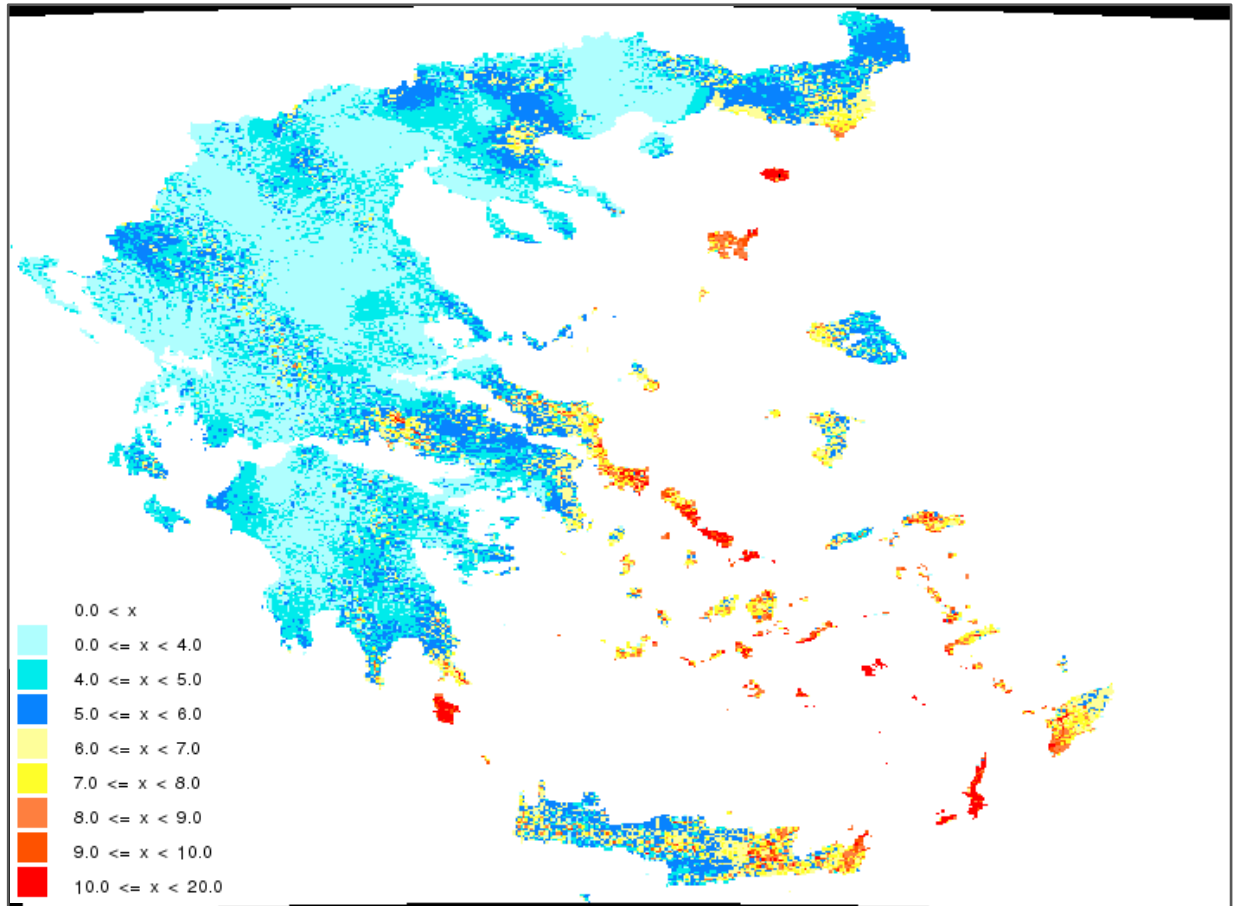 0.0 < x
0.0 <= x < 4.0
4.0 <= x < 5.0
5.0 <= x < 6.0
6.0 <= x < 7.0
7.0 <= x < 8.0
8.0 <= x < 9.0
9.0 <= x < 10.0
10.0 <= x < 20.0